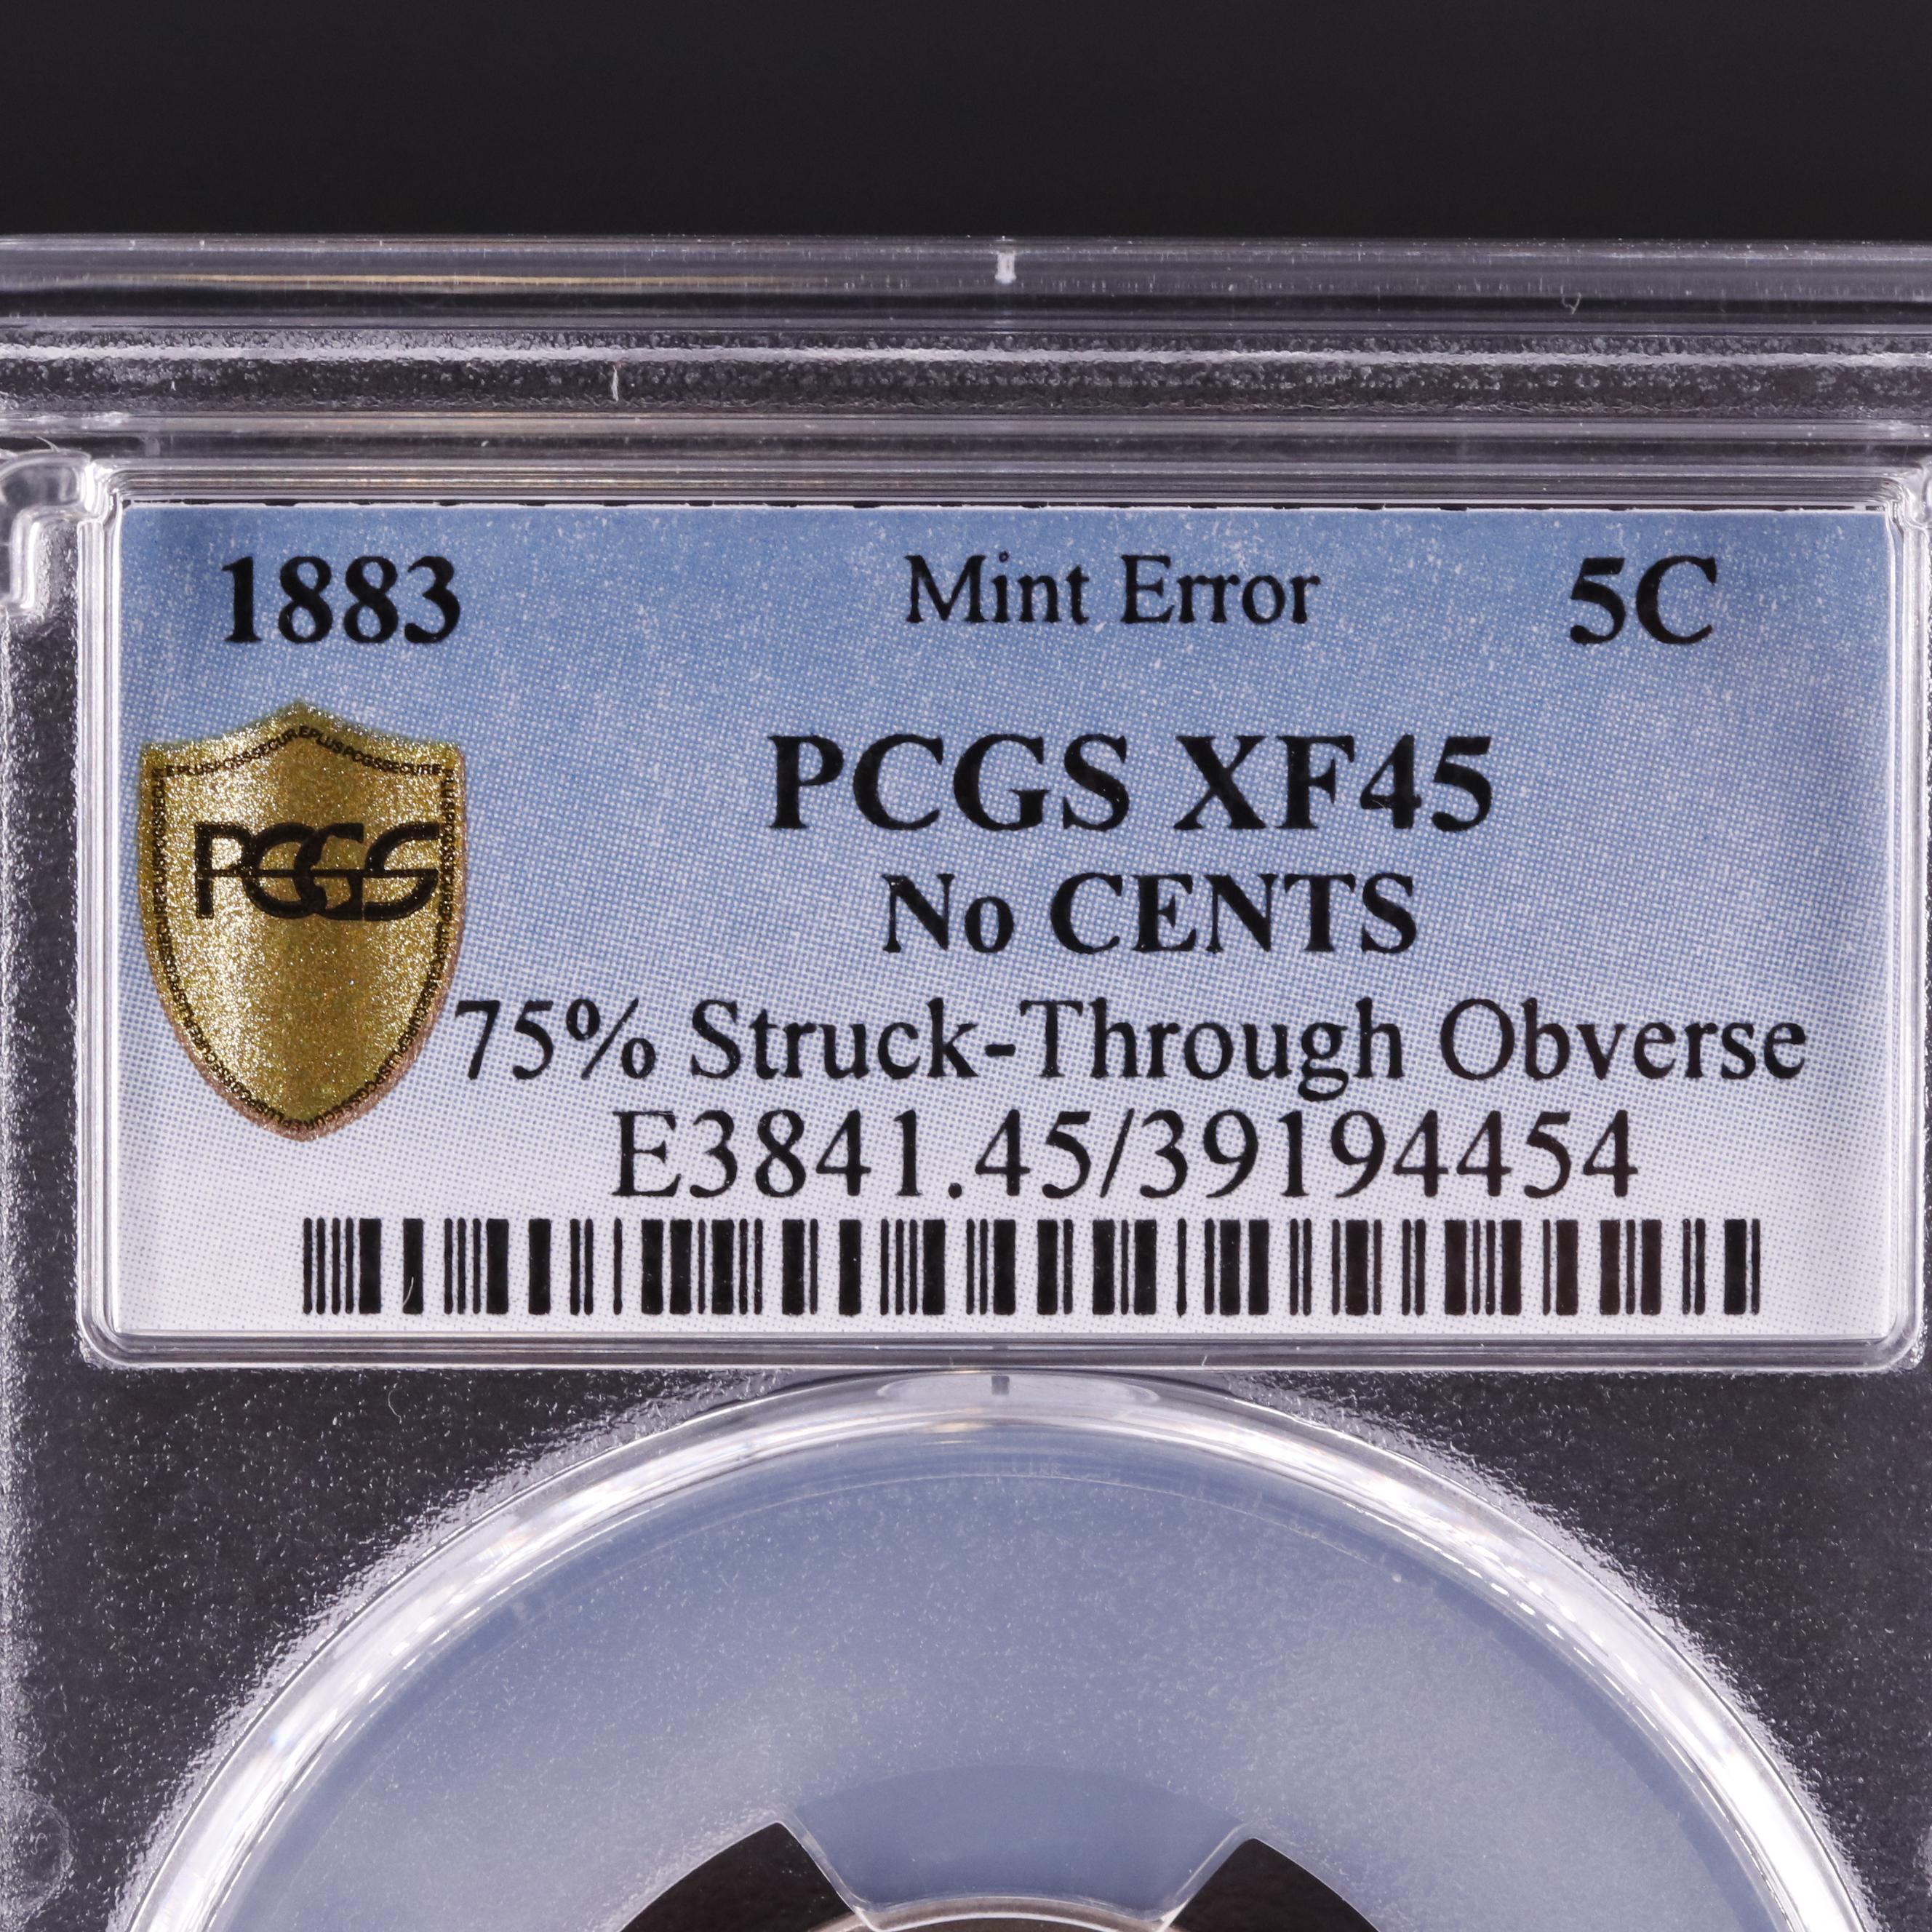 1883 Mint Error 5C
PCGS XF45
No CENTS
PCGS
75% Struck-Through Obverse
E3841.45/39194454